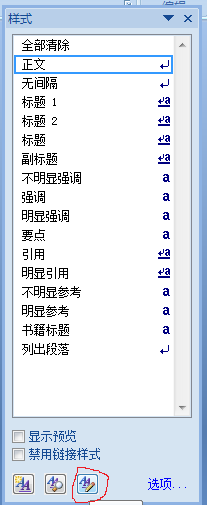 样式
全部清除
正文
无间隔
标题 1
标题 2
标题
副标题
不明显强调
强调
明显强调
要点
引用
明显引用
不明显参考
明显参考
书籍标题
列出段落
显示预览
禁用链接样式
选项...